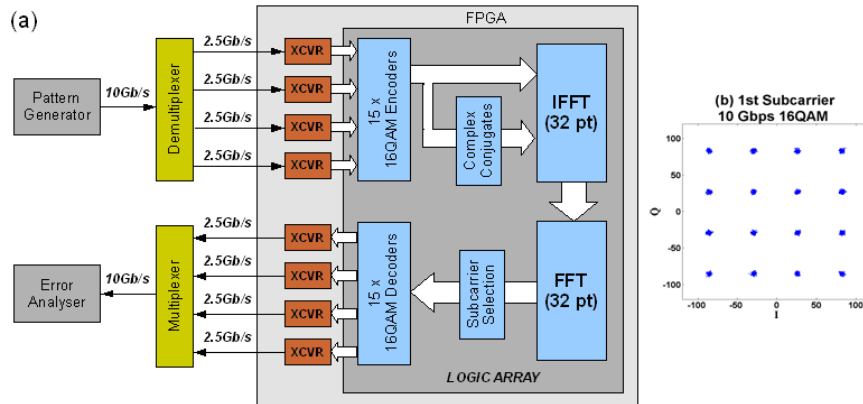 (a)
FPGA
Pattern
Generator
10Gb/s
Demultiplexer
2.5Gb/s
2.5Gb/s
2.5Gb/s
2.5Gb/s
XCVR
XCVR
XCVR
XCVR
15 x
16QAM Encoders
Complex
Conjugates
IFFT
(32 pt)
Error
Analyser
10Gb/s
Multiplexer
2.5Gb/s
2.5Gb/s
2.5Gb/s
2.5Gb/s
XCVR
XCVR
XCVR
XCVR
15 x
16QAM Decoders
Subcarrier
Selection
FFT
(32 pt)
LOGIC ARRAY
(b) 1st Subcarrier
10 Gbps 16QAM
100
50
0
-50
-100
Q
-100 -50 0 50 100
I